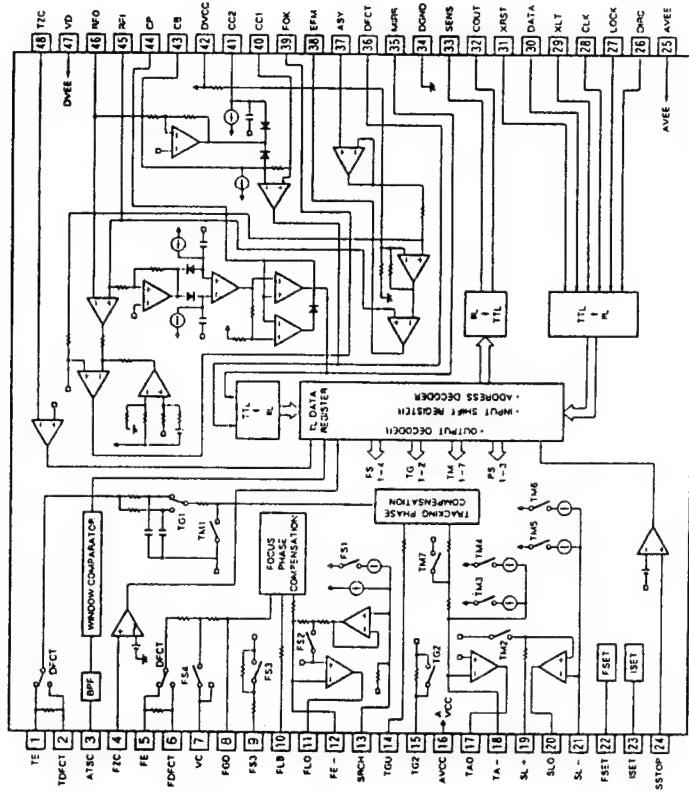 48 TZC
47 VD
46 RFO
45 RFI
44 CP
43 CB
42 DVCC
41 CC2
40 CC1
39 FOK
38 EFM
37 ASY
36 DFCT
35 MIRR
34 DGND
33 SENS
32 COUT
31 XRST
30 DATA
29 XLT
28 CLK
27 LOCK
26 DIRC
25 AVEE
DVEE
AVEE
TTL
IIL
IIL
TTL
TTL
IIL
IIL DATA REGISTER
• INPUT SHIFT REGISTER
• ADDRESS DECODER
• OUTPUT DECODER
FS 1-4
TG 1-2
TM 1-7
PS 1-3
WINDOW COMPARATOR
BPF
DFCT
DFCT
TG1
TM1
FS4
FS3
FOCUS
PHASE
COMPENSATION
FS1
FS2
TRACKING PHASE
COMPENSATION
TG2
TM7
TM6
TM5
TM4
TM3
TM2
A VCC
FSET
ISET
TE 1
TDFCT 2
ATSC 3
FZC 4
FE 5
FDFCT 6
VC 7
FGD 8
FS3 9
FLB 10
FLO 11
FE - 12
SRCH 13
TGU 14
TG2 15
AVCC 16
TAO 17
TA - 18
SL + 19
SLO 20
SL - 21
FSET 22
ISET 23
SSTOP 24